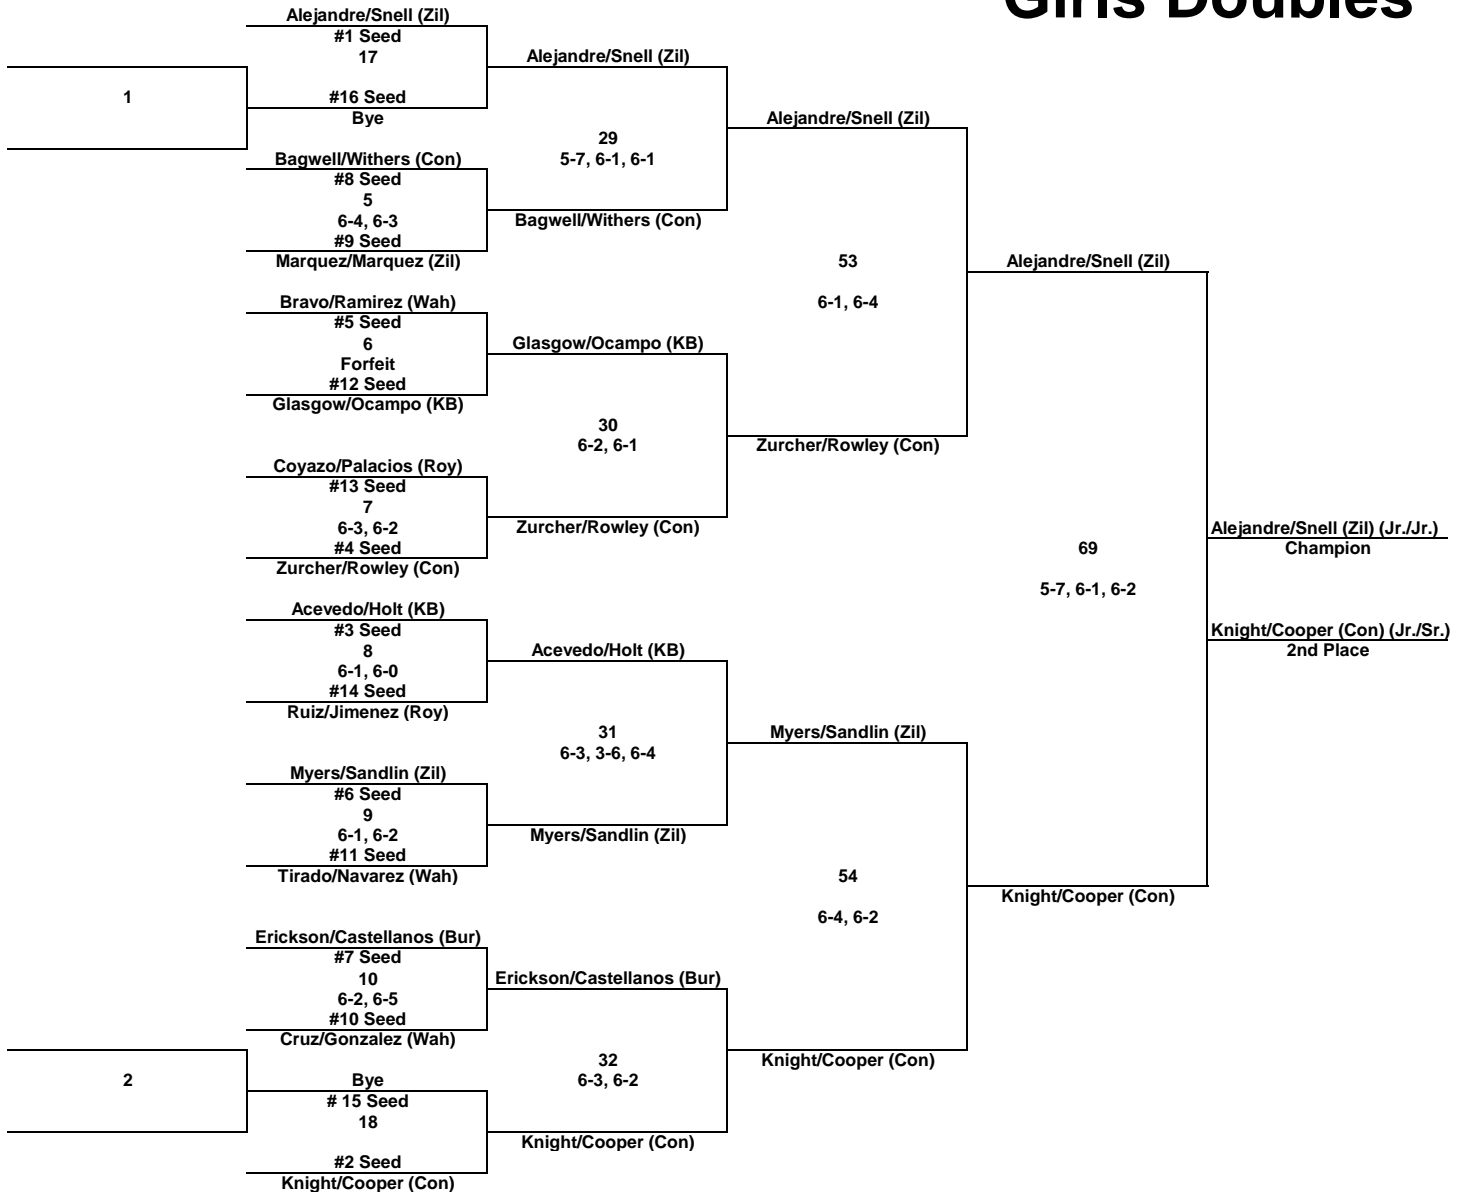 Girls Doubles
Alejandre/Snell (Zil)
#1 Seed
17
1
#16 Seed
Bye
Bagwell/Withers (Con)
#8 Seed
5
6-4, 6-3
#9 Seed
Marquez/Marquez (Zil)
Bravo/Ramirez (Wah)
#5 Seed
6
Forfeit
#12 Seed
Glasgow/Ocampo (KB)
Coyazo/Palacios (Roy)
#13 Seed
7
6-3, 6-2
#4 Seed
Zurcher/Rowley (Con)
Acevedo/Holt (KB)
#3 Seed
8
6-1, 6-0
#14 Seed
Ruiz/Jimenez (Roy)
Myers/Sandlin (Zil)
#6 Seed
9
6-1, 6-2
#11 Seed
Tirado/Navarez (Wah)
Erickson/Castellanos (Bur)
#7 Seed
10
6-2, 6-5
#10 Seed
Cruz/Gonzalez (Wah)
2
Bye
# 15 Seed
18
#2 Seed
Knight/Cooper (Con)
Alejandre/Snell (Zil)
29
5-7, 6-1, 6-1
Bagwell/Withers (Con)
Glasgow/Ocampo (KB)
30
6-2, 6-1
Zurcher/Rowley (Con)
Acevedo/Holt (KB)
31
6-3, 3-6, 6-4
Myers/Sandlin (Zil)
Erickson/Castellanos (Bur)
32
6-3, 6-2
Knight/Cooper (Con)
Alejandre/Snell (Zil)
53
6-1, 6-4
Zurcher/Rowley (Con)
Myers/Sandlin (Zil)
54
6-4, 6-2
Knight/Cooper (Con)
Alejandre/Snell (Zil)
69
5-7, 6-1, 6-2
Knight/Cooper (Con)
Alejandre/Snell (Zil) (Jr./Jr.)
Champion
Knight/Cooper (Con) (Jr./Sr.)
2nd Place